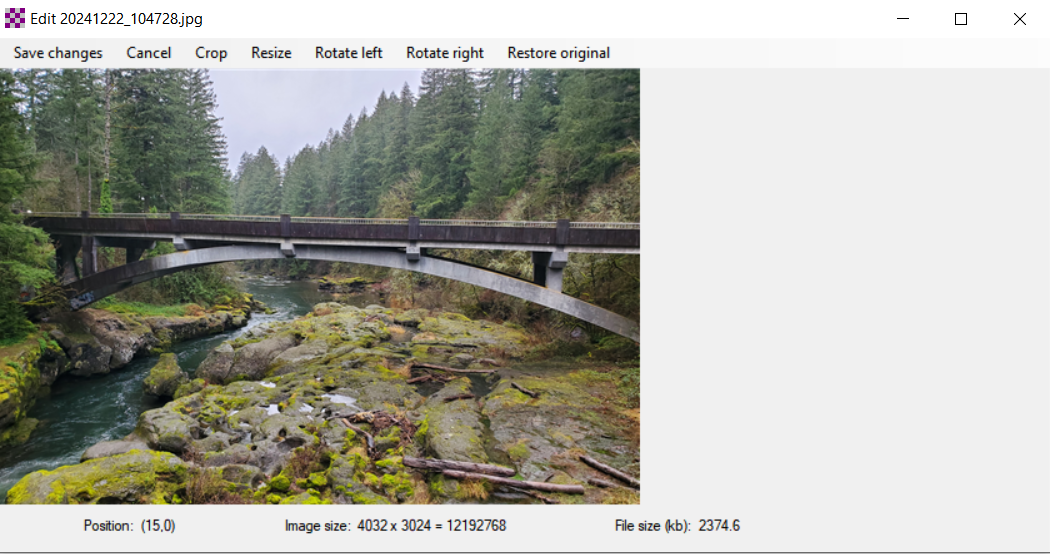 Edit 20241222_104728.jpg
Save changes Cancel Crop Resize Rotate left Rotate right Restore original
Position: (15,0) Image size: 4032 x 3024 = 12192768 File size (kb): 2374.6